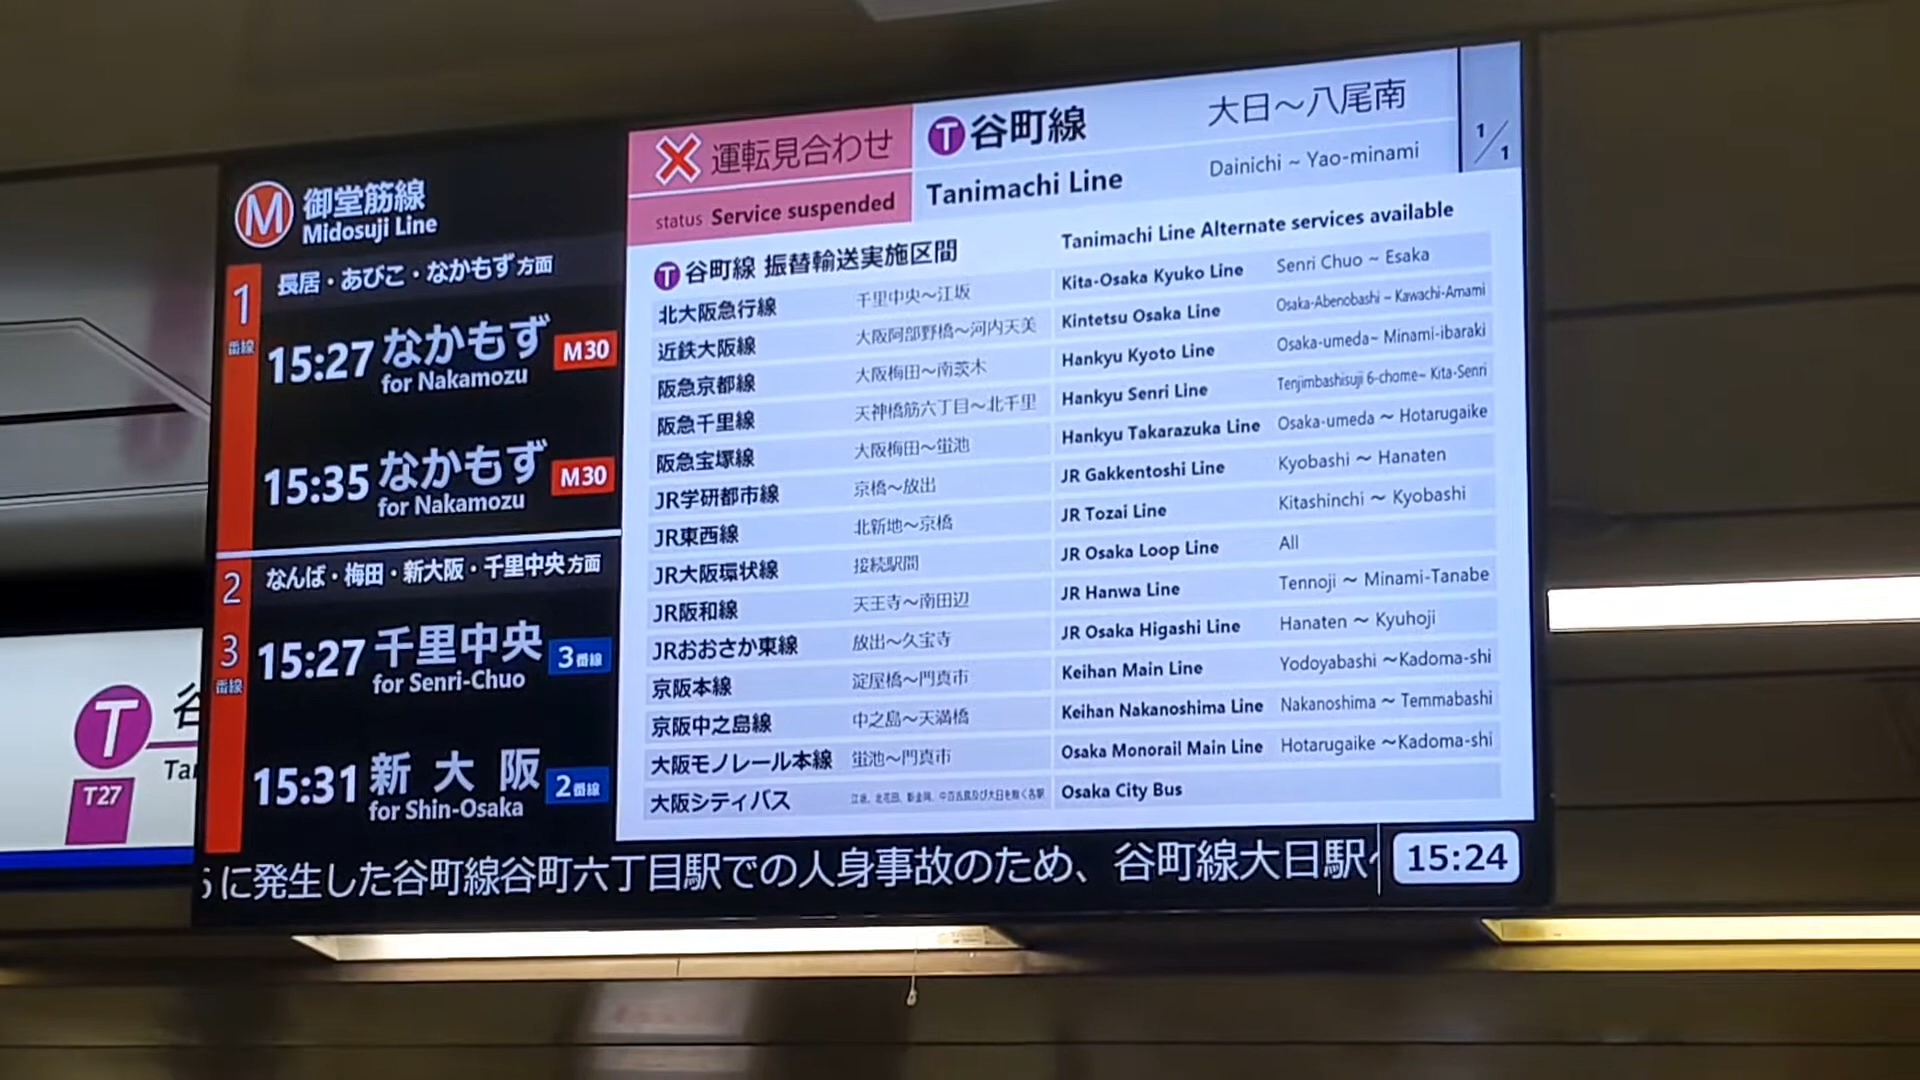 M 御堂筋線
Midosuji Line
1番線
長居・あびこ・なかもず方面
15:27 なかもず M30
for Nakamozu
15:35 なかもず M30
for Nakamozu
2 3番線
なんば・梅田・新大阪・千里中央方面
15:27 千里中央 3番線
for Senri-Chuo
15:31 新大阪 2番線
for Shin-Osaka
運転見合わせ
status Service suspended
T 谷町線 大日～八尾南
Tanimachi Line Dainichi ~ Yao-minami
1/1
T 谷町線 振替輸送実施区間
Tanimachi Line Alternate services available
北大阪急行線 千里中央～江坂 Kita-Osaka Kyuko Line Senri Chuo ~ Esaka
近鉄大阪線 大阪阿部野橋～河内天美 Kintetsu Osaka Line Osaka-Abenobashi ~ Kawachi-Amami
阪急京都線 大阪梅田～南茨木 Hankyu Kyoto Line Osaka-umeda~ Minami-ibaraki
阪急千里線 天神橋筋六丁目～北千里 Hankyu Senri Line Tenjimbashisuji 6-chome~ Kita-Senri
阪急宝塚線 大阪梅田～蛍池 Hankyu Takarazuka Line Osaka-umeda ～ Hotarugaike
JR学研都市線 京橋～放出 JR Gakkentoshi Line Kyobashi ～ Hanaten
JR東西線 北新地～京橋 JR Tozai Line Kitashinchi ～ Kyobashi
JR大阪環状線 接続駅間 JR Osaka Loop Line All
JR阪和線 天王寺～南田辺 JR Hanwa Line Tennoji ～ Minami-Tanabe
JRおおさか東線 放出～久宝寺 JR Osaka Higashi Line Hanaten ～ Kyuhoji
京阪本線 淀屋橋～門真市 Keihan Main Line Yodoyabashi ～Kadoma-shi
京阪中之島線 中之島～天満橋 Keihan Nakanoshima Line Nakanoshima ～ Temmabashi
大阪モノレール本線 蛍池～門真市 Osaka Monorail Main Line Hotarugaike ～Kadoma-shi
大阪シティバス Osaka City Bus
に発生した谷町線谷町六丁目駅での人身事故のため、谷町線大日駅
15:24
T
T27